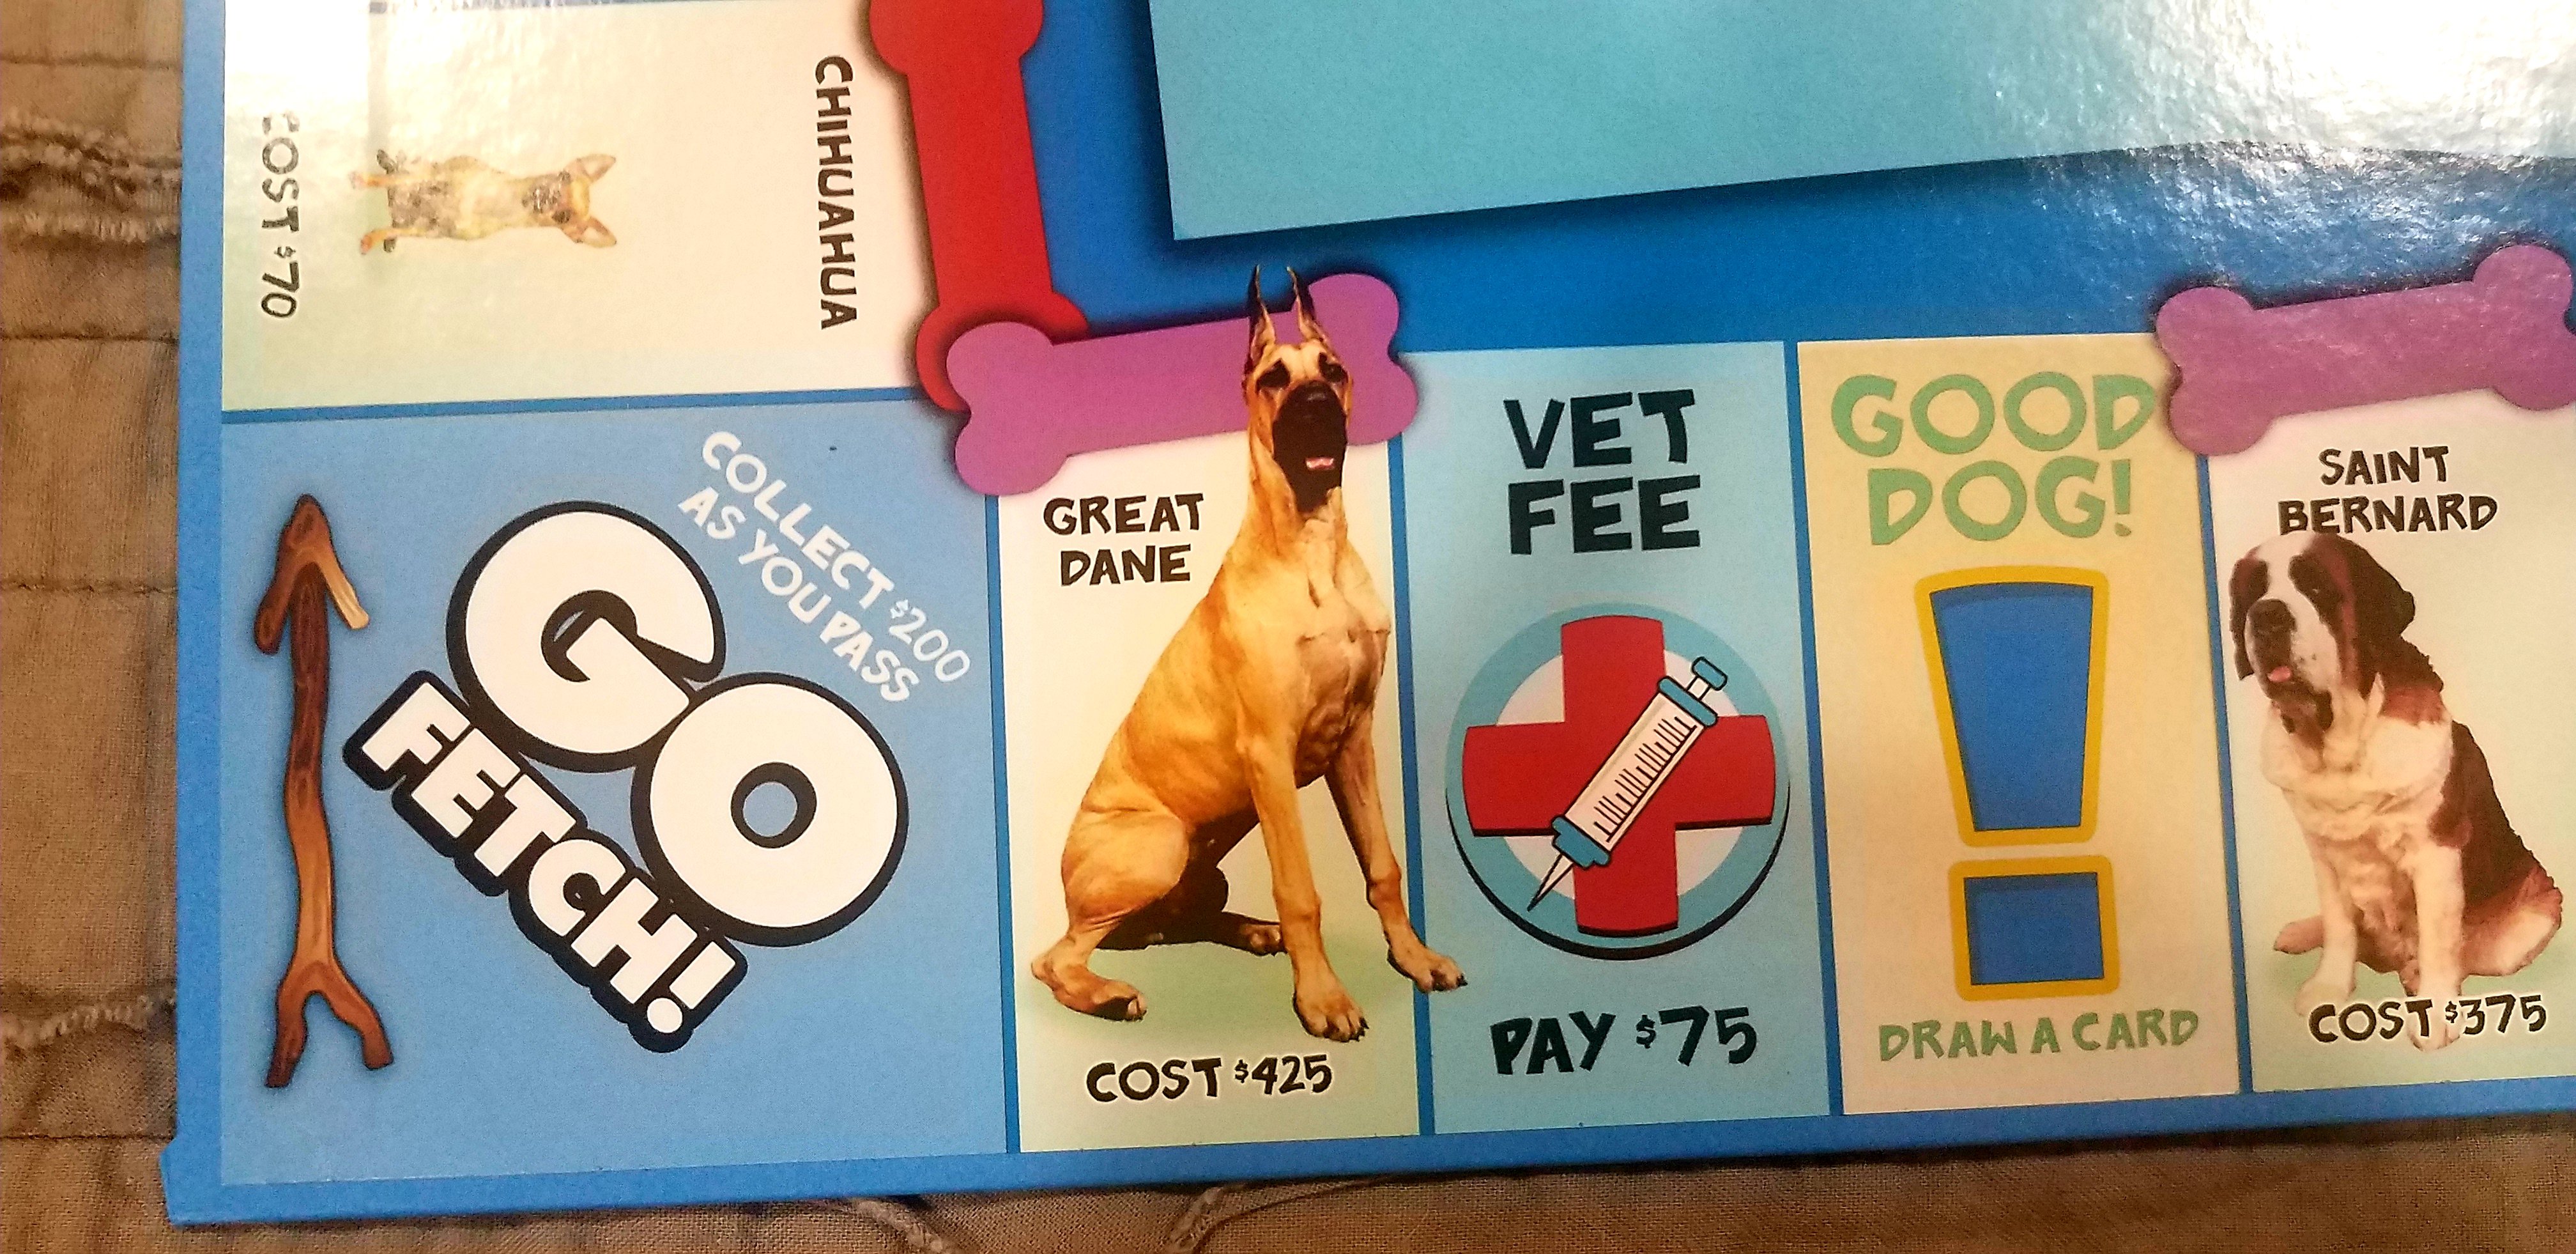 CHIHUAHUA
COST $70
COLLECT $200
AS YOU PASS
GO
FETCH!
GREAT
DANE
COST $425
VET
FEE
PAY $75
GOOD
DOG!
!
DRAW A CARD
SAINT
BERNARD
COST $375